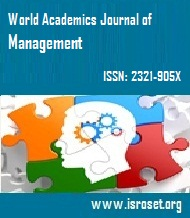 World Academics Journal of
Management
ISSN: 2321-905X
www.isroset.org